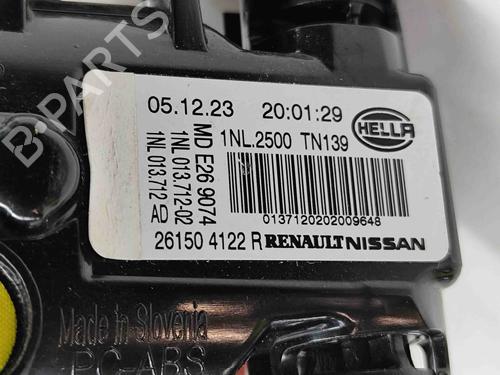 B-PARTS
05.12.23 20:01:29
HELLA
1NL.2500 TN139
MD E26 9074
1NL 013.712-02
1NL 013.712 AD
0137120202009648
26150 4122 R RENAULT NISSAN
Made in Slovenia
PC-ABS